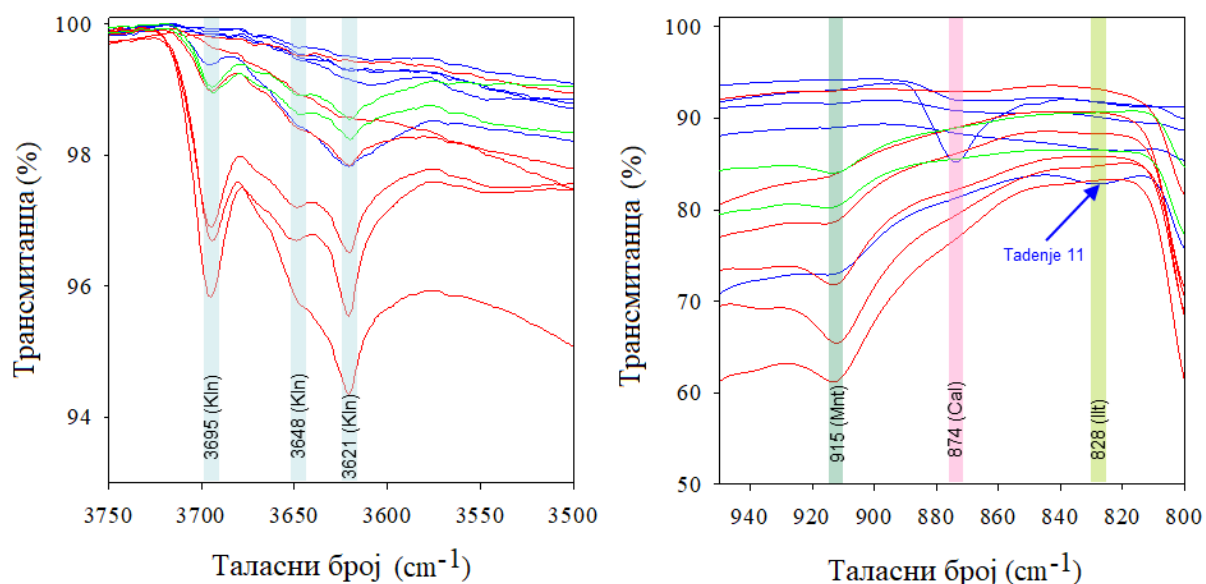 Трансмитанца (%)
100
98
96
94
3695 (Kln)
3648 (Kln)
3621 (Kln)
3750
3700
3650
3600
3550
3500
Таласни број (cm-1)
Трансмитанца (%)
100
90
80
70
60
50
915 (Mnt)
874 (Cal)
828 (Ilt)
Tadenje 11
940
920
900
880
860
840
820
800
Таласни број (cm-1)